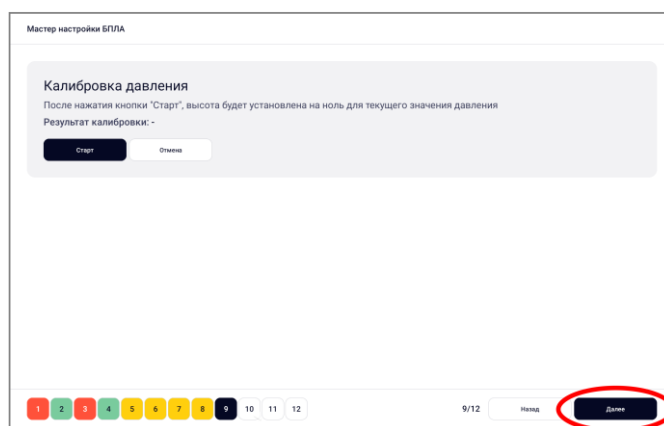 Мастер настройки БПЛА
Калибровка давления
После нажатия кнопки "Старт", высота будет установлена на ноль для текущего значения давления
Результат калибровки: -
Старт Отмена
1 2 3 4 5 6 7 8 9 10 11 12 9/12 Назад Далее